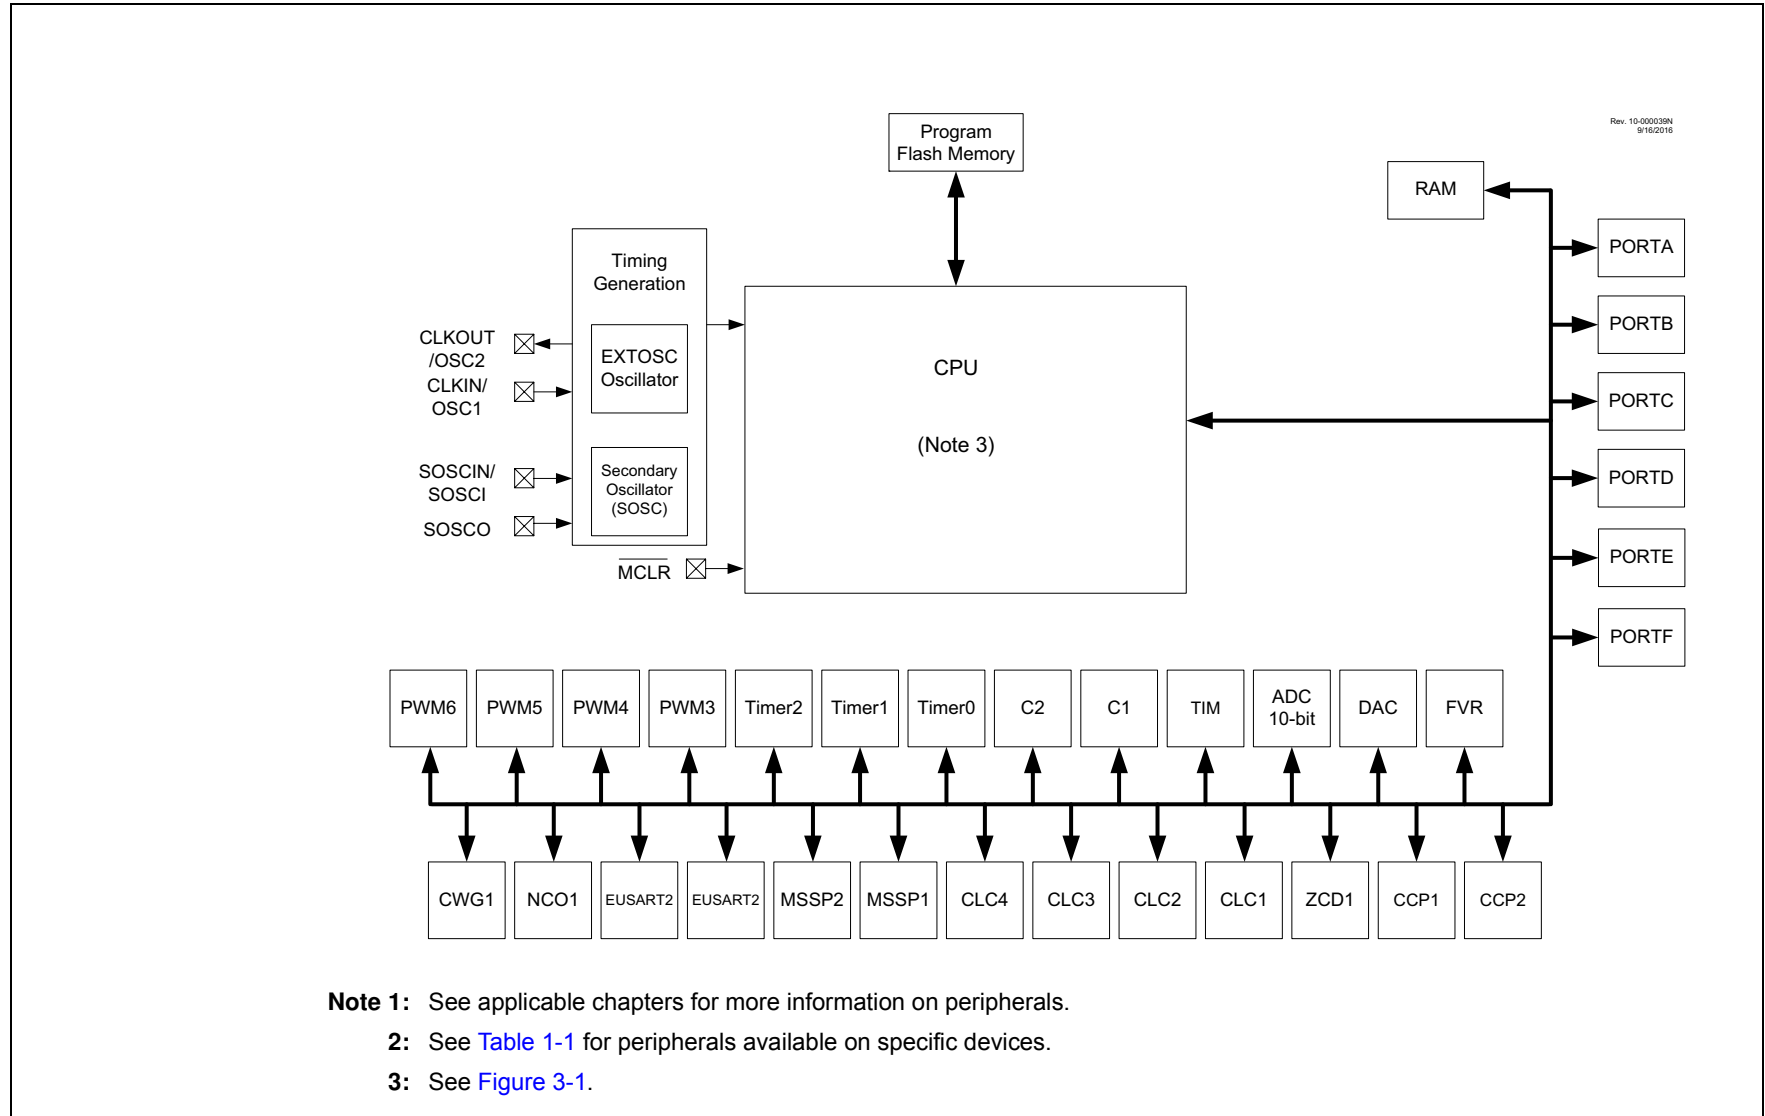 Rev. 10-000039N
9/16/2016
Program
Flash Memory
RAM
PORTA
PORTB
PORTC
PORTD
PORTE
PORTF
Timing
Generation
EXTOSC
Oscillator
Secondary
Oscillator
(SOSC)
CLKOUT
/OSC2
CLKIN/
OSC1
SOSCIN/
SOSCI
SOSCO
MCLR
CPU
(Note 3)
PWM6
PWM5
PWM4
PWM3
Timer2
Timer1
Timer0
C2
C1
TIM
ADC
10-bit
DAC
FVR
CWG1
NCO1
EUSART2
EUSART2
MSSP2
MSSP1
CLC4
CLC3
CLC2
CLC1
ZCD1
CCP1
CCP2
Note 1: See applicable chapters for more information on peripherals.
2: See Table 1-1 for peripherals available on specific devices.
3: See Figure 3-1.